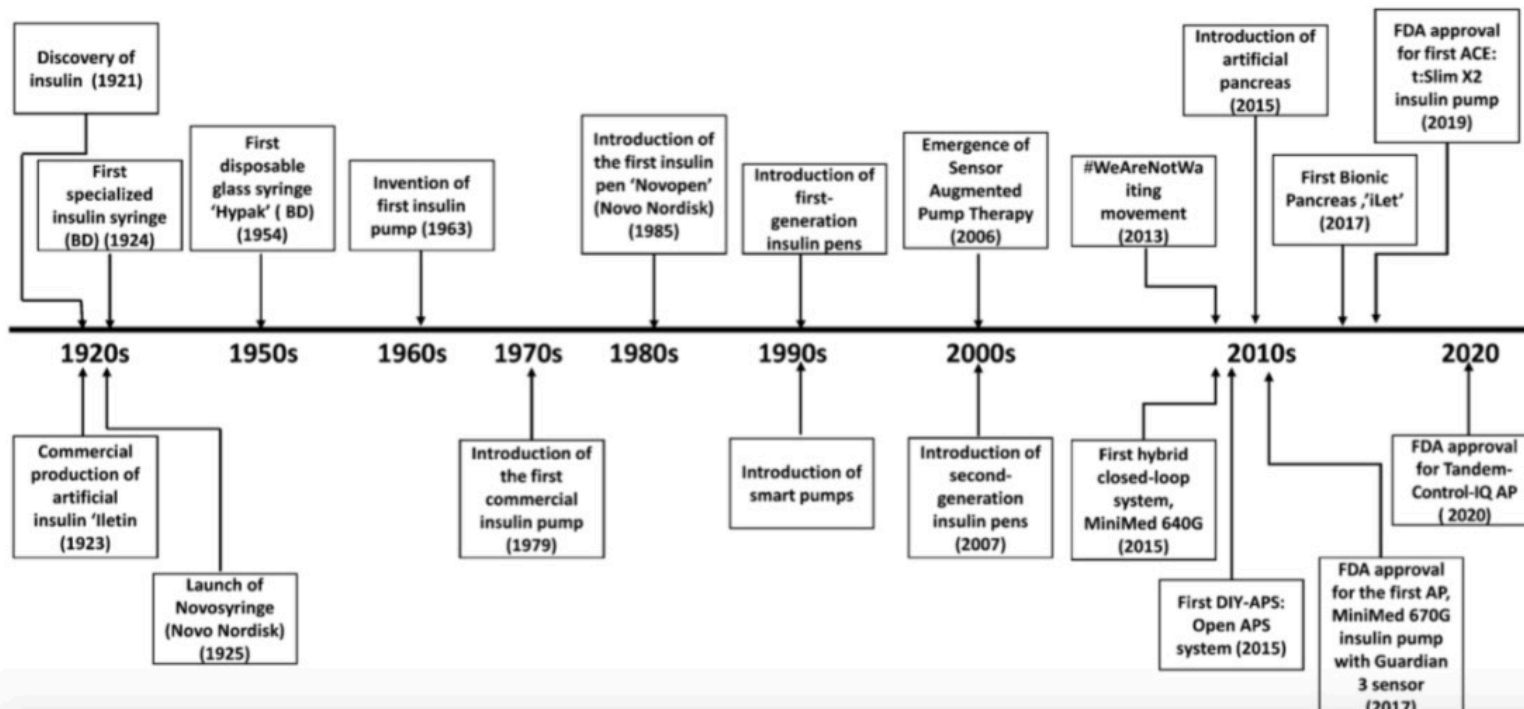 Discovery of
insulin (1921)
First
specialized
insulin syringe
(BD) (1924)
First
disposable
glass syringe
‘Hypak’ ( BD)
(1954)
Invention of
first insulin
pump (1963)
Introduction of
the first insulin
pen ‘Novopen’
(Novo Nordisk)
(1985)
Introduction
of first-
generation
insulin pens
Emergence of
Sensor
Augmented
Pump Therapy
(2006)
#WeAreNotWa
iting
movement
(2013)
Introduction of
artificial
pancreas
(2015)
First Bionic
Pancreas ,’iLet’
(2017)
FDA approval
for first ACE:
t:Slim X2
insulin pump
(2019)
1920s
1950s
1960s
1970s
1980s
1990s
2000s
2010s
2020
Commercial
production of
artificial
insulin ‘Iletin
(1923)
Launch of
Novosyringe
(Novo Nordisk)
(1925)
Introduction of
the first
commercial
insulin pump
(1979)
Introduction of
smart pumps
Introduction of
second-
generation
insulin pens
(2007)
First hybrid
closed-loop
system,
MiniMed 640G
(2015)
First DIY-APS:
Open APS
system (2015)
FDA approval
for the first AP,
MiniMed 670G
insulin pump
with Guardian
3 sensor
(2017)
FDA approval
for Tandem-
Control-IQ AP
( 2020)